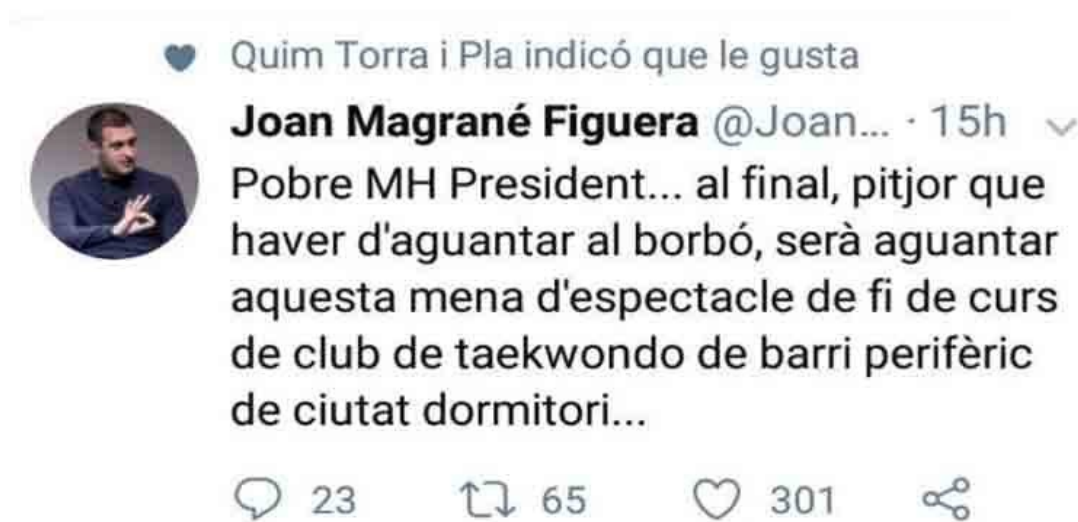 Quim Torra i Pla indicó que le gusta
Joan Magrané Figuera @Joan... · 15h
Pobre MH President... al final, pitjor que
haver d'aguantar al borbó, serà aguantar
aquesta mena d'espectacle de fi de curs
de club de taekwondo de barri perifèric
de ciutat dormitori...
23 65 301